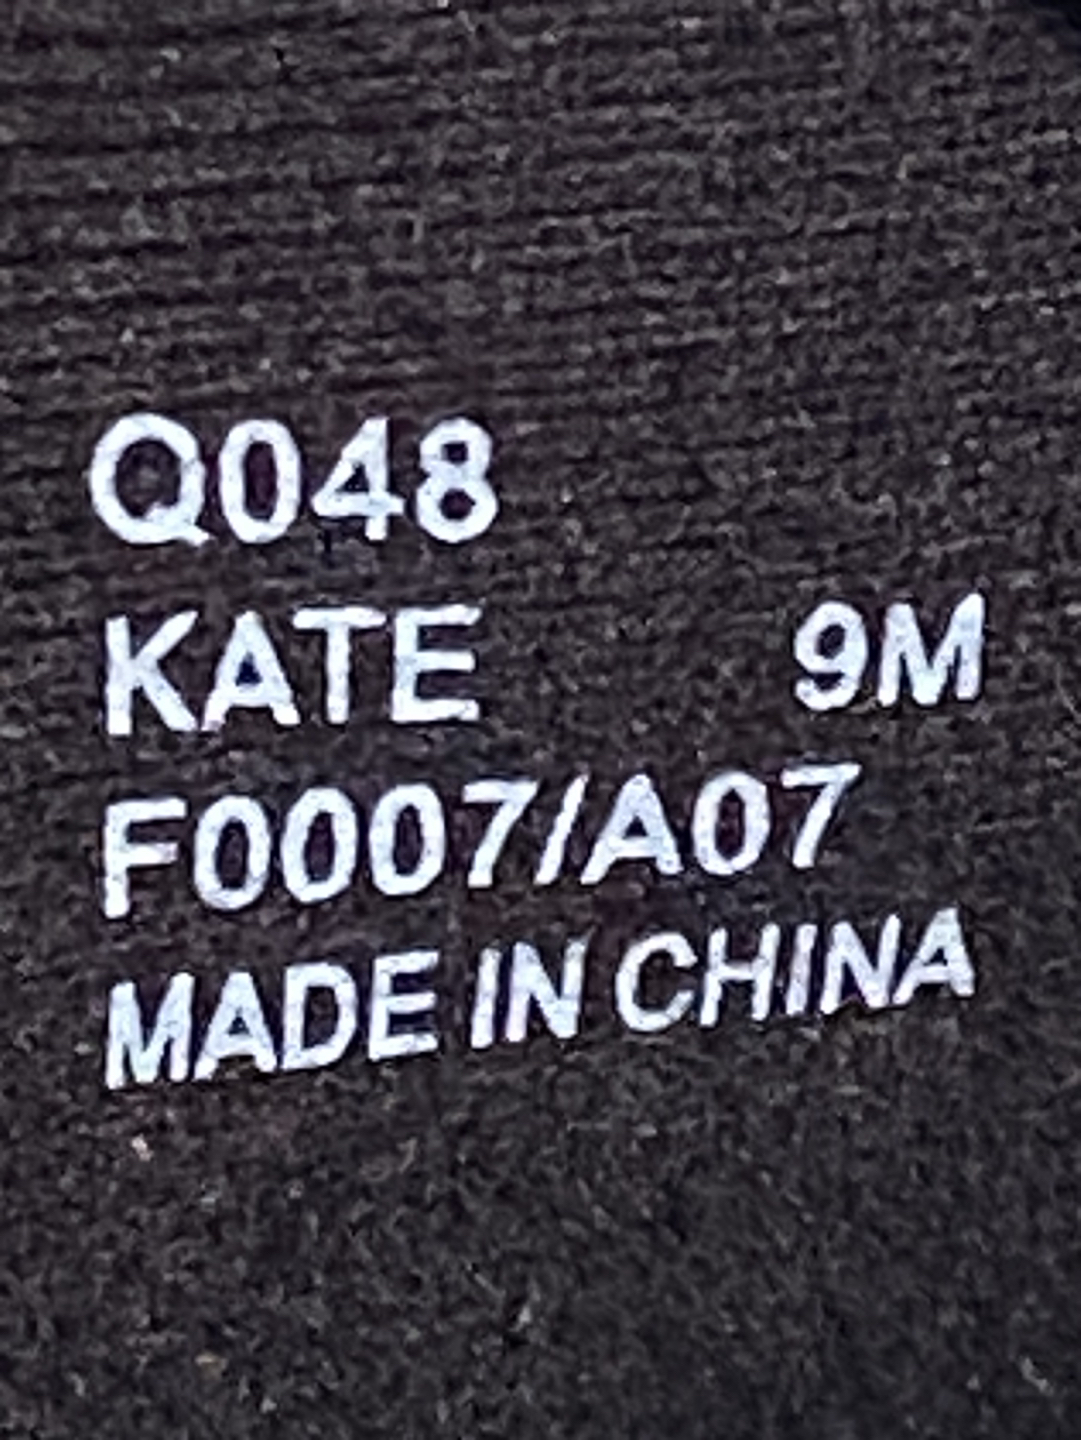 Q048
KATE 9M
F0007/A07
MADE IN CHINA